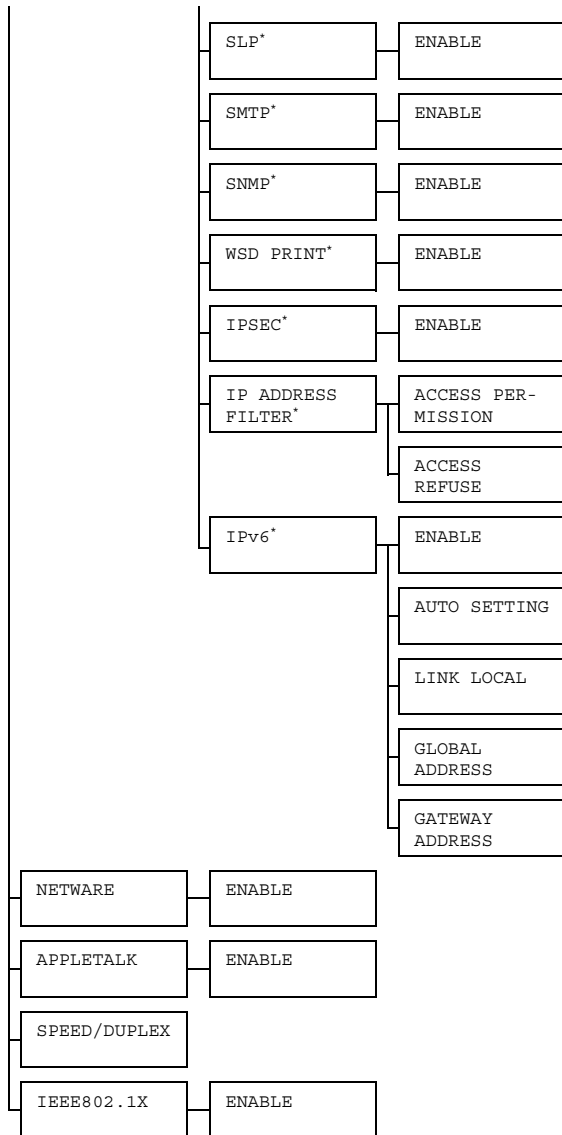 SLP*
ENABLE
SMTP*
ENABLE
SNMP*
ENABLE
WSD PRINT*
ENABLE
IPSEC*
ENABLE
IP ADDRESS
FILTER*
ACCESS PER-
MISSION
ACCESS
REFUSE
IPv6*
ENABLE
AUTO SETTING
LINK LOCAL
GLOBAL
ADDRESS
GATEWAY
ADDRESS
NETWARE
ENABLE
APPLETALK
ENABLE
SPEED/DUPLEX
IEEE802.1X
ENABLE